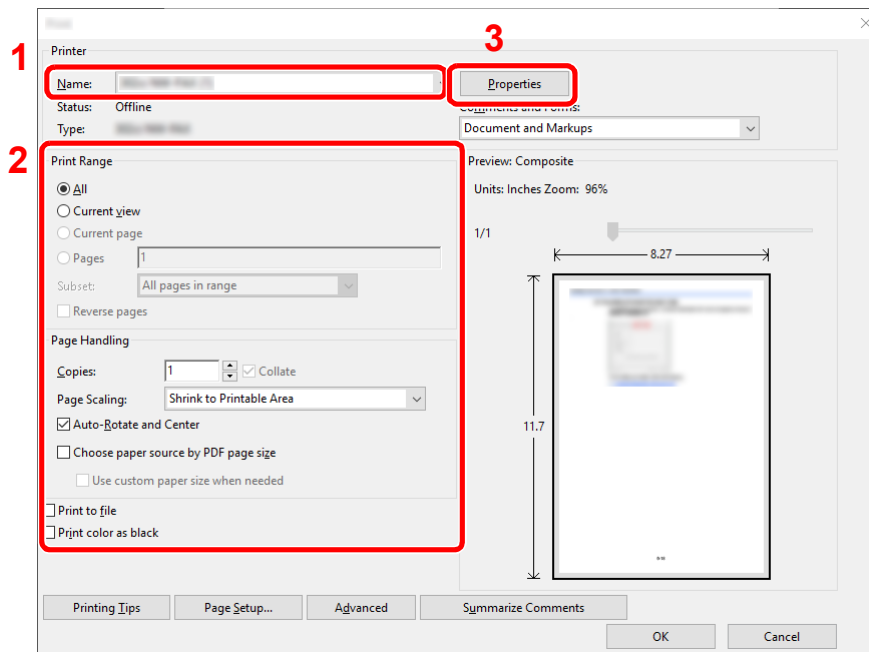 1
3
Printer
Name:
Properties
Status: Offline
Comments and Forms:
Type:
Document and Markups
2
Print Range
Preview: Composite
All
Units: Inches Zoom: 96%
Current view
Current page
1/1
Pages 1
8.27
Subset: All pages in range
Reverse pages
Page Handling
Copies: 1 Collate
Page Scaling: Shrink to Printable Area
Auto-Rotate and Center
11.7
Choose paper source by PDF page size
Use custom paper size when needed
Print to file
Print color as black
Printing Tips Page Setup... Advanced Summarize Comments
OK Cancel